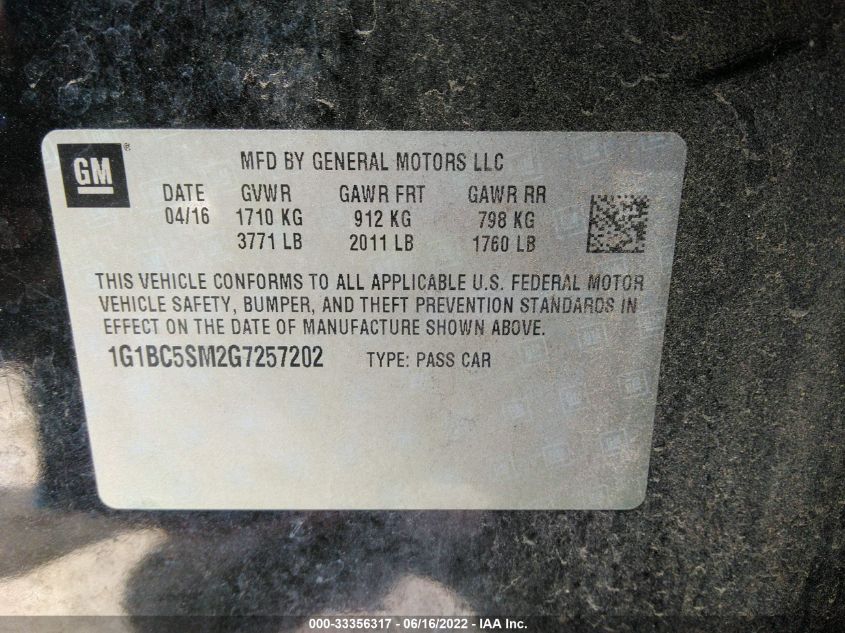 GM®
MFD BY GENERAL MOTORS LLC
DATE GVWR GAWR FRT GAWR RR
04/16 1710 KG 912 KG 798 KG
3771 LB 2011 LB 1760 LB
THIS VEHICLE CONFORMS TO ALL APPLICABLE U.S. FEDERAL MOTOR
VEHICLE SAFETY, BUMPER, AND THEFT PREVENTION STANDARDS IN
EFFECT ON THE DATE OF MANUFACTURE SHOWN ABOVE.
1G1BC5SM2G7257202 TYPE: PASS CAR
000-33356317 - 06/16/2022 - IAA Inc.